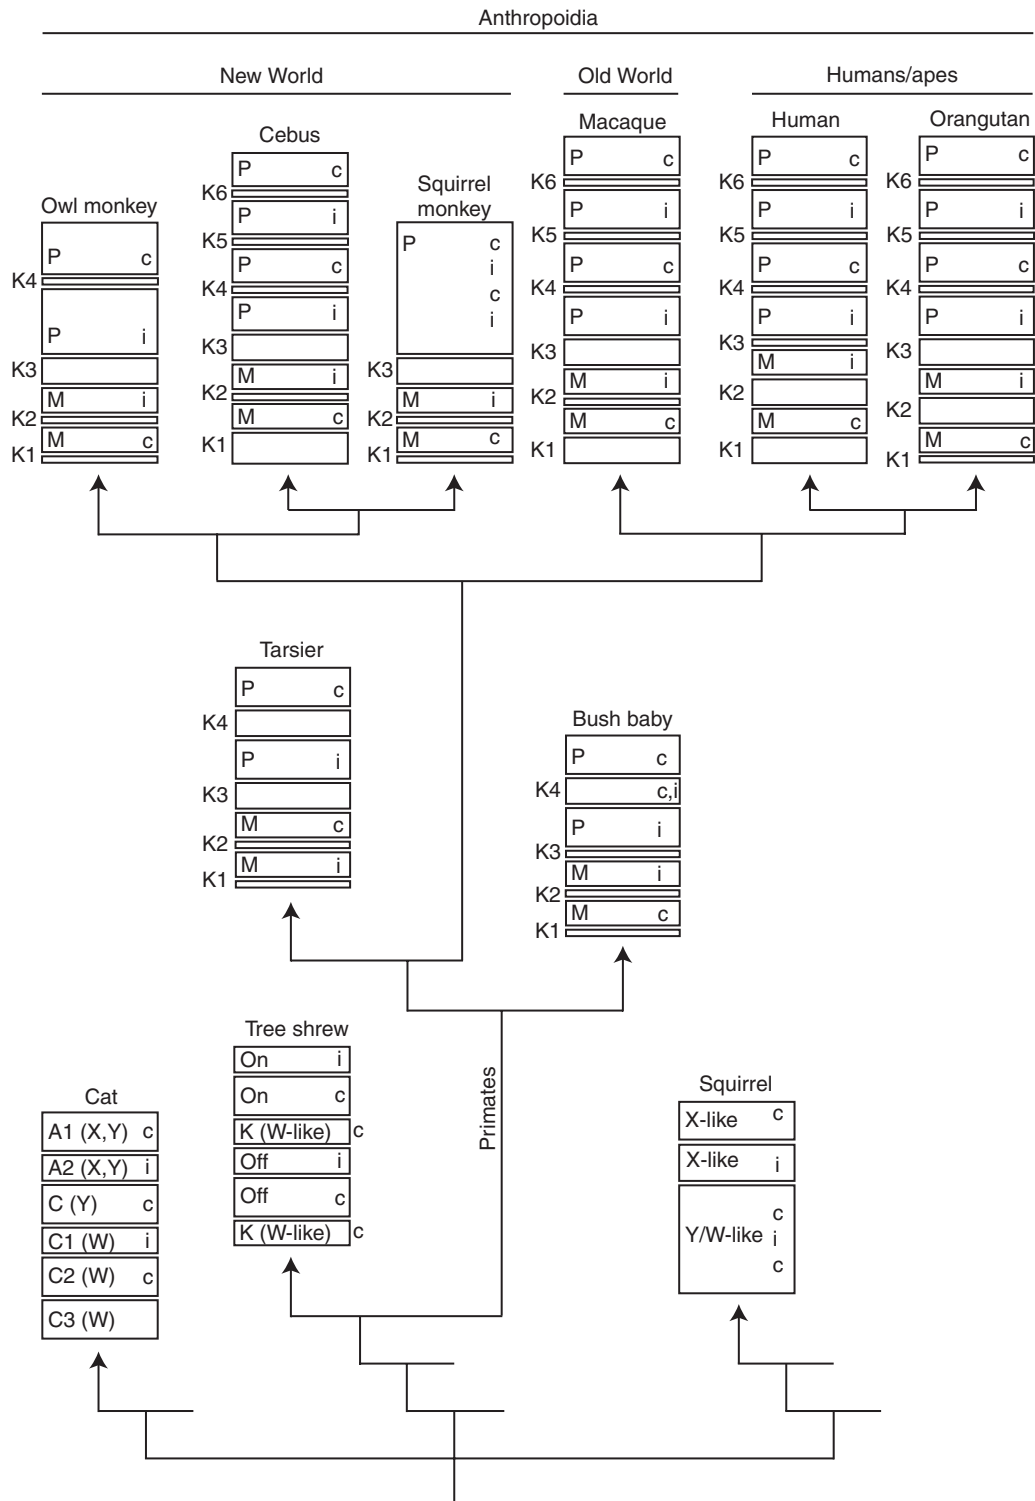 Anthropoidia
New World
Old World
Humans/apes
Owl monkey
P c
K4
P i
K3
M i
K2
M c
K1
Cebus
P c
K6
P i
K5
P c
K4
P i
K3
M i
K2
M c
K1
Squirrel
monkey
P c
i
c
i
K3
M i
K2
M c
K1
Macaque
P c
K6
P i
K5
P c
K4
P i
K3
M i
K2
M c
K1
Human
P c
K6
P i
K5
P c
K4
P i
K3
M i
K2
M c
K1
Orangutan
P c
K6
P i
K5
P c
K4
P i
K3
M i
K2
M c
K1
Tarsier
P c
K4
P i
K3
M c
K2
M i
K1
Bush baby
P c
K4 c,i
P i
K3
M i
K2
M c
K1
Primates
Cat
A1 (X,Y) c
A2 (X,Y) i
C (Y) c
C1 (W) i
C2 (W) c
C3 (W)
Tree shrew
On i
On c
K (W-like) c
Off i
Off c
K (W-like) c
Squirrel
X-like c
X-like i
c
Y/W-like i
c